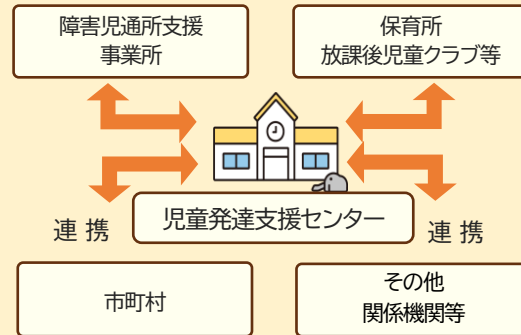 障害児通所支援
事業所
保育所
放課後児童クラブ等
児童発達支援センター
連携
連携
市町村
その他
関係機関等